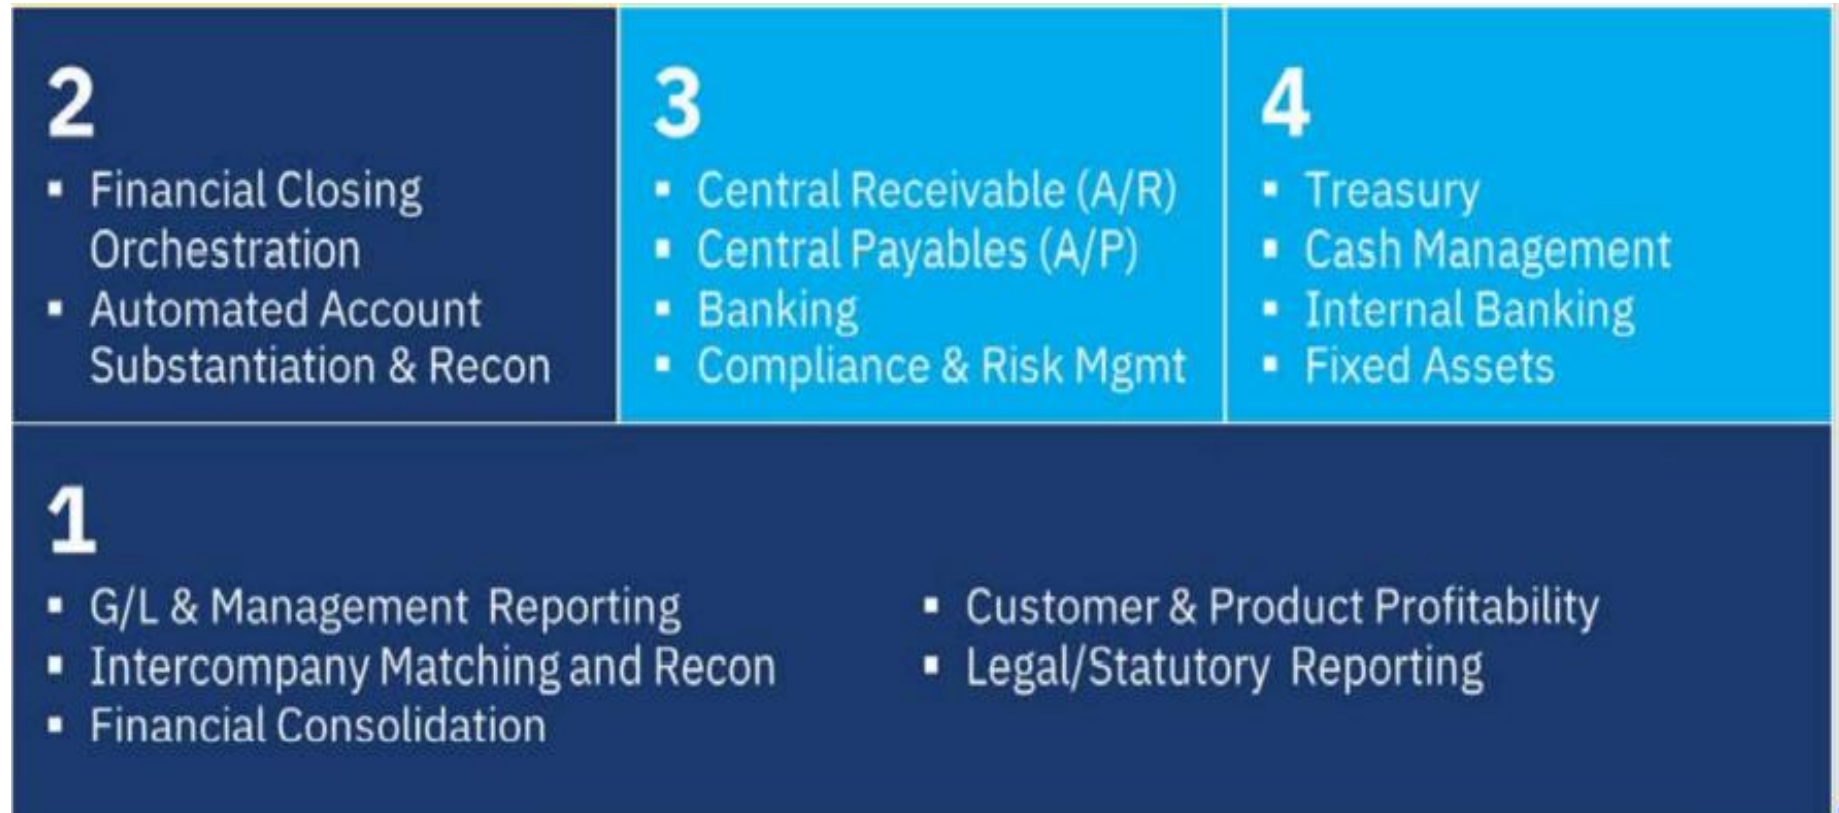 2
▪ Financial Closing
Orchestration
▪ Automated Account
Substantiation & Recon
3
▪ Central Receivable (A/R)
▪ Central Payables (A/P)
▪ Banking
▪ Compliance & Risk Mgmt
4
▪ Treasury
▪ Cash Management
▪ Internal Banking
▪ Fixed Assets
1
▪ G/L & Management Reporting
▪ Intercompany Matching and Recon
▪ Financial Consolidation
▪ Customer & Product Profitability
▪ Legal/Statutory Reporting